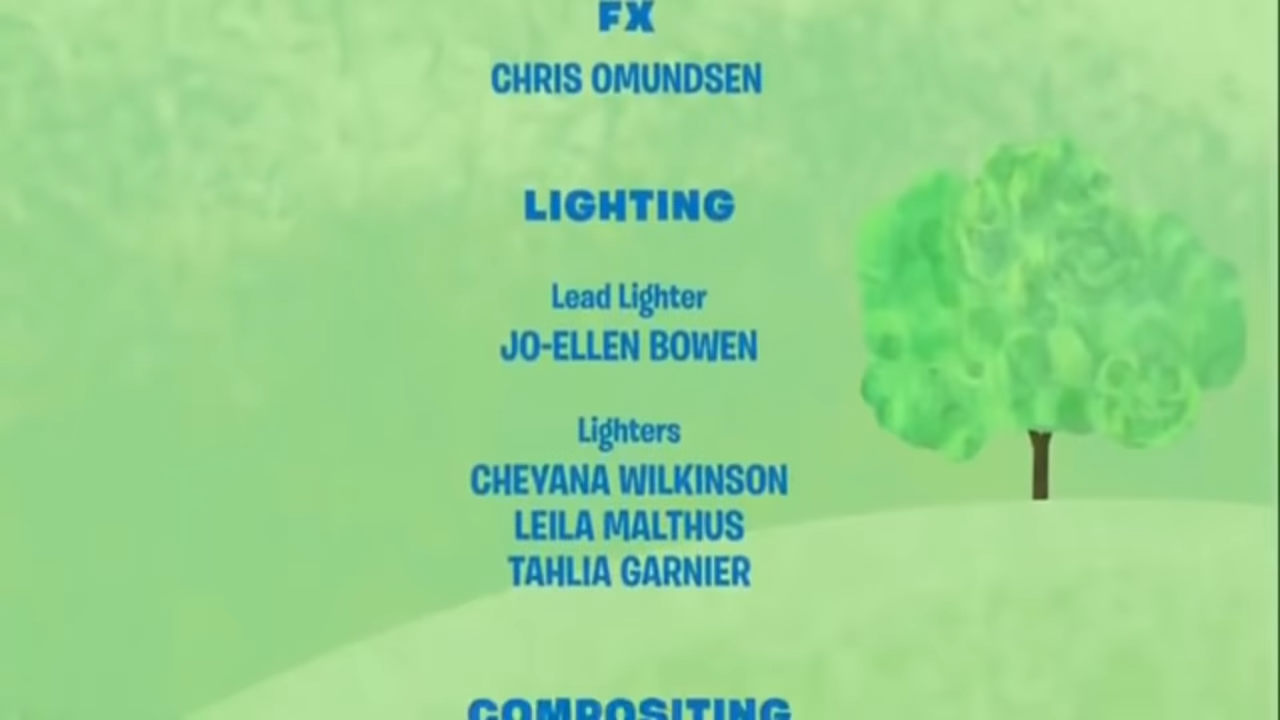 FX
CHRIS OMUNDSEN
LIGHTING
Lead Lighter
JO-ELLEN BOWEN
Lighters
CHEYANA WILKINSON
LEILA MALTHUS
TAHLIA GARNIER
COMPOSITING